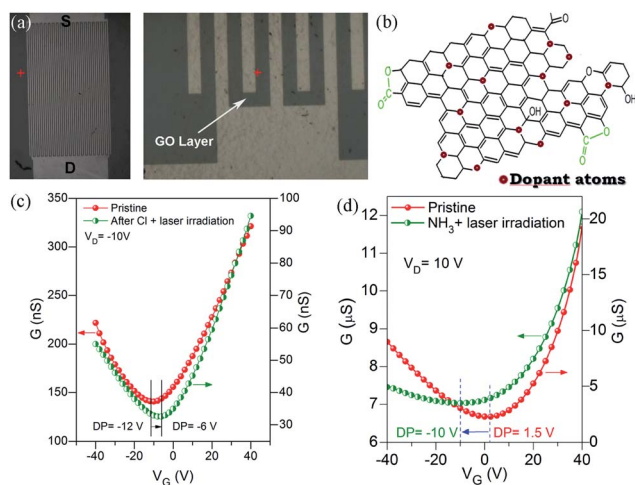 (a)
S
D
GO Layer
(b)
O
O
O
O
OH
OH
O
O
O
Dopant atoms
(c)
350
300
250
200
150
100
G (nS)
Pristine
After Cl + laser irradiation
V_D= -10V
DP= -12 V
DP= -6 V
100
90
80
70
60
50
40
30
G (nS)
-40 -20 0 20 40
V_G (V)
(d)
12
11
10
9
8
7
6
G (µS)
Pristine
NH₃+ laser irradiation
V_D = 10 V
DP= -10 V
DP= 1.5 V
20
15
10
5
0
G (µS)
-40 -20 0 20 40
V_G (V)